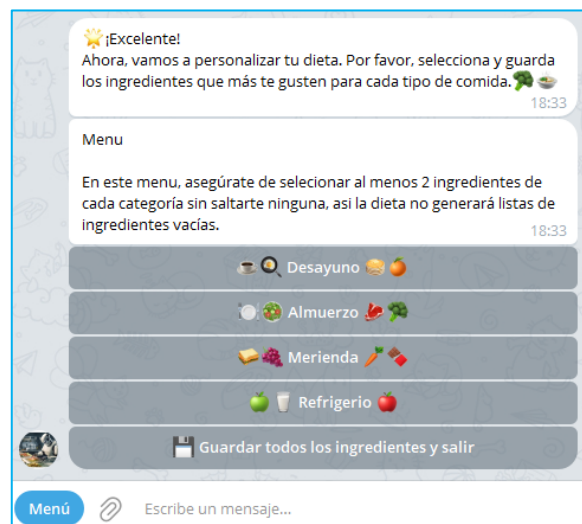 🌟¡Excelente!
Ahora, vamos a personalizar tu dieta. Por favor, selecciona y guarda
los ingredientes que más te gusten para cada tipo de comida.🥦🍲
18:33
Menu
En este menu, asegúrate de selecionar al menos 2 ingredientes de
cada categoría sin saltarte ninguna, asi la dieta no generará listas de
ingredientes vacías.
18:33
☕🍳 Desayuno 🥞🍊
🍽️🥗 Almuerzo 🥩🥦
🥪🍇 Merienda 🥕🍫
🍏🥛 Refrigerio 🍎
💾 Guardar todos los ingredientes y salir
Menú
Escribe un mensaje...